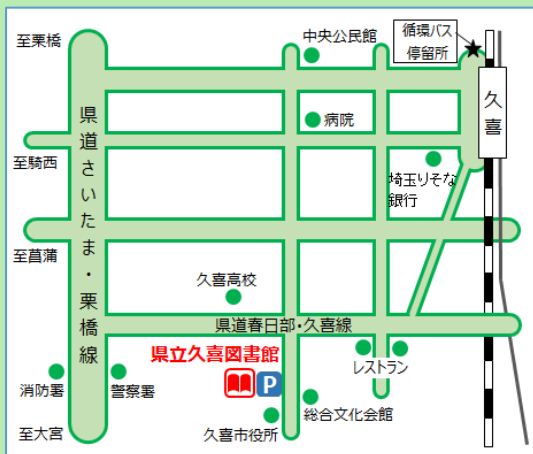 至栗橋
中央公民館
循環バス
停留所
久喜
病院
県道さいたま・栗橋線
至騎西
埼玉りそな
銀行
至菖蒲
久喜高校
県道春日部・久喜線
県立久喜図書館
レストラン
消防署
警察署
P
総合文化会館
至大宮
久喜市役所